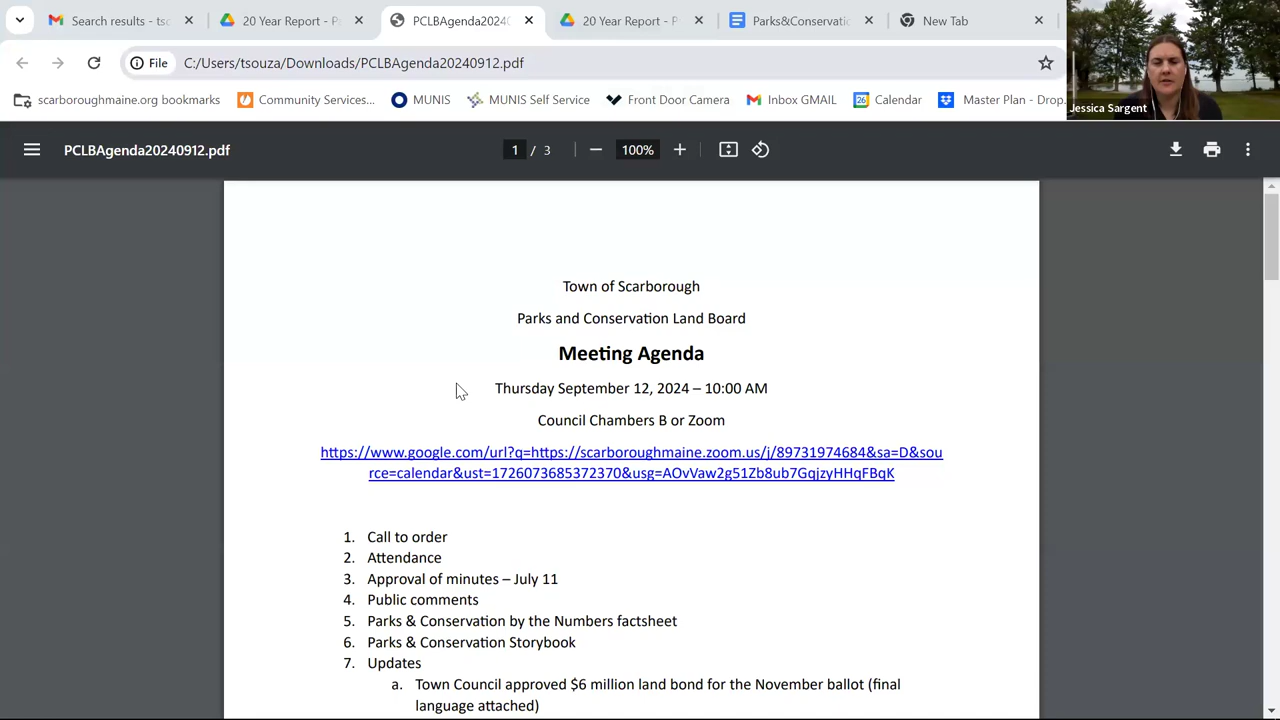 Search results - tsc
20 Year Report - P
PCLBAgenda2024
20 Year Report - P
Parks&Conservatio
New Tab
File
C:/Users/tsouza/Downloads/PCLBAgenda20240912.pdf
scarboroughmaine.org bookmarks
Community Services...
MUNIS
MUNIS Self Service
Front Door Camera
Inbox GMAIL
26
Calendar
Master Plan - Drop.
Jessica Sargent
PCLBAgenda20240912.pdf
1 / 3
100%
Town of Scarborough
Parks and Conservation Land Board
Meeting Agenda
Thursday September 12, 2024 – 10:00 AM
Council Chambers B or Zoom
https://www.google.com/url?q=https://scarboroughmaine.zoom.us/j/89731974684&sa=D&sou
rce=calendar&ust=1726073685372370&usg=AOvVaw2g51Zb8ub7GqjzyHHqFBqK
1. Call to order
2. Attendance
3. Approval of minutes – July 11
4. Public comments
5. Parks & Conservation by the Numbers factsheet
6. Parks & Conservation Storybook
7. Updates
a. Town Council approved $6 million land bond for the November ballot (final
language attached)